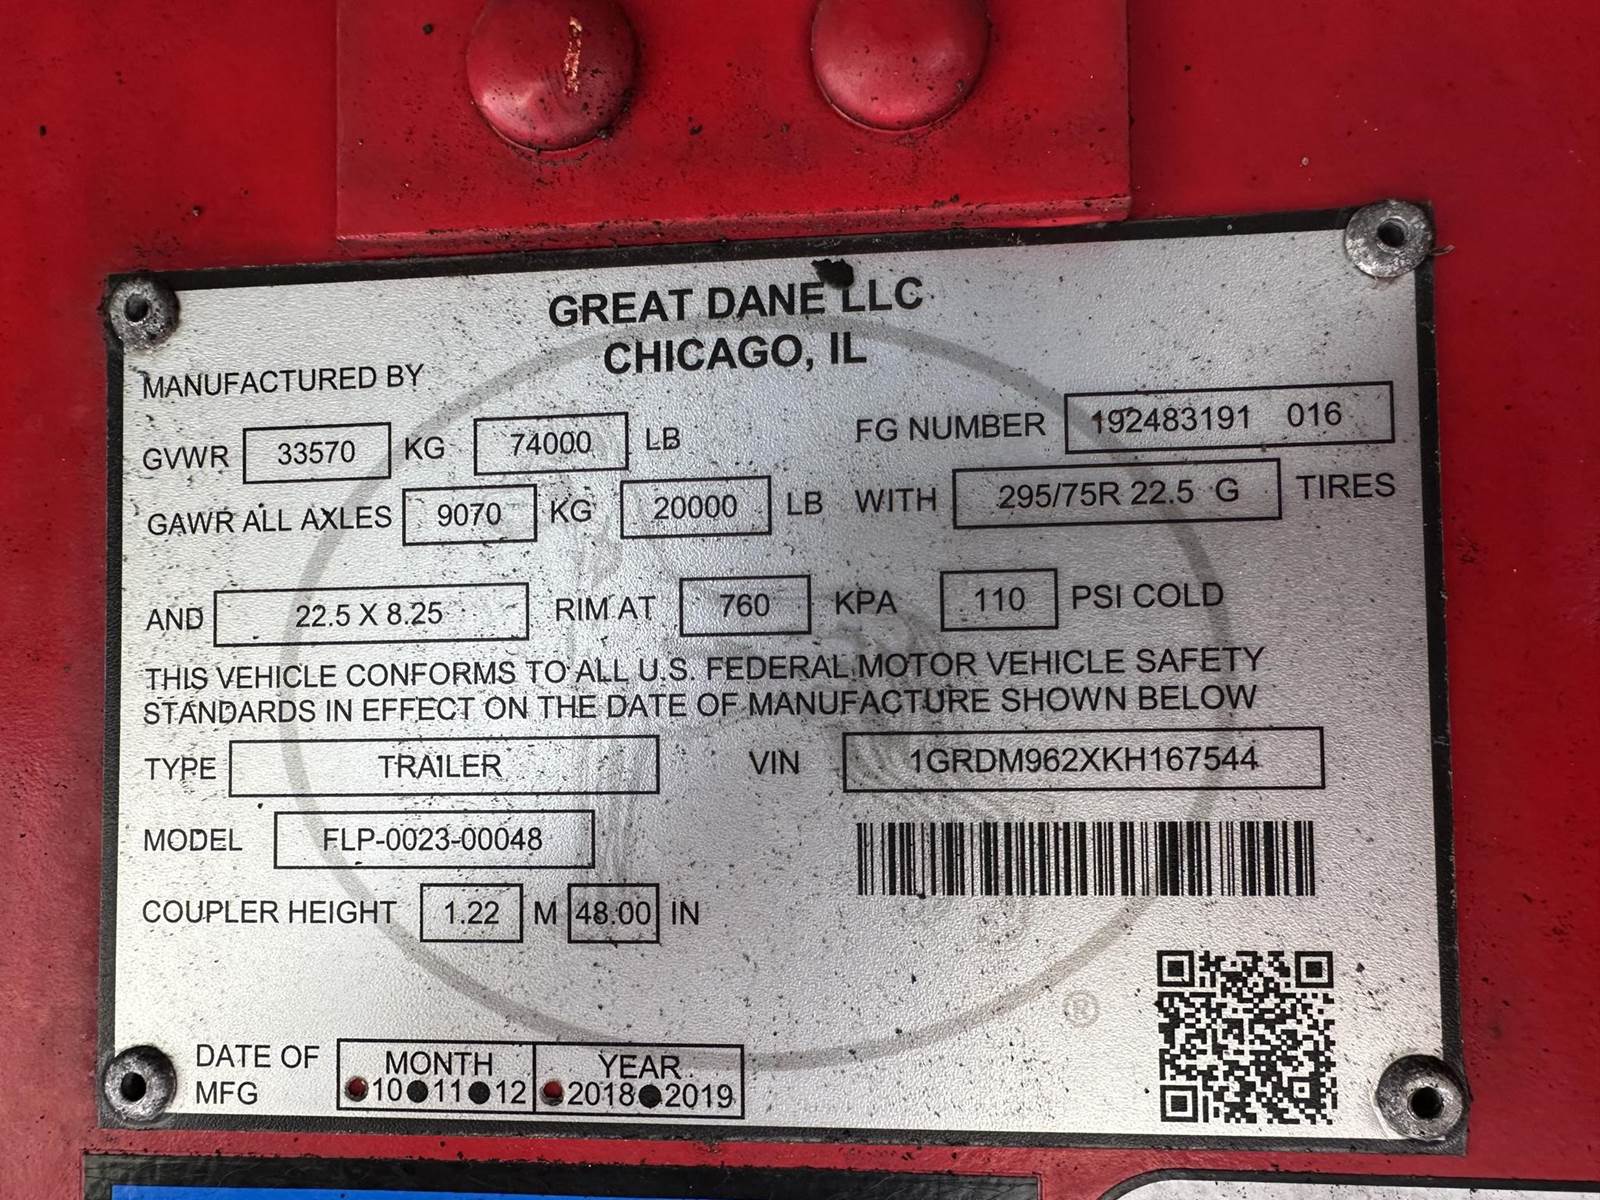 GREAT DANE LLC
CHICAGO, IL
MANUFACTURED BY
GVWR 33570 KG 74000 LB FG NUMBER 192483191 016
GAWR ALL AXLES 9070 KG 20000 LB WITH 295/75R 22.5 G TIRES
AND 22.5 X 8.25 RIM AT 760 KPA 110 PSI COLD
THIS VEHICLE CONFORMS TO ALL U.S. FEDERAL MOTOR VEHICLE SAFETY
STANDARDS IN EFFECT ON THE DATE OF MANUFACTURE SHOWN BELOW
TYPE TRAILER VIN 1GRDM962XKH167544
MODEL FLP-0023-00048
COUPLER HEIGHT 1.22 M 48.00 IN
®
DATE OF MONTH YEAR
MFG 10 11 12 2018 2019